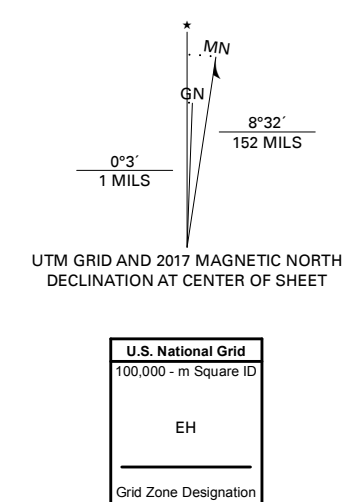 ★
MN
GN
8°32´
152 MILS
0°3´
1 MILS
UTM GRID AND 2017 MAGNETIC NORTH
DECLINATION AT CENTER OF SHEET
U.S. National Grid
100,000 - m Square ID
EH
Grid Zone Designation